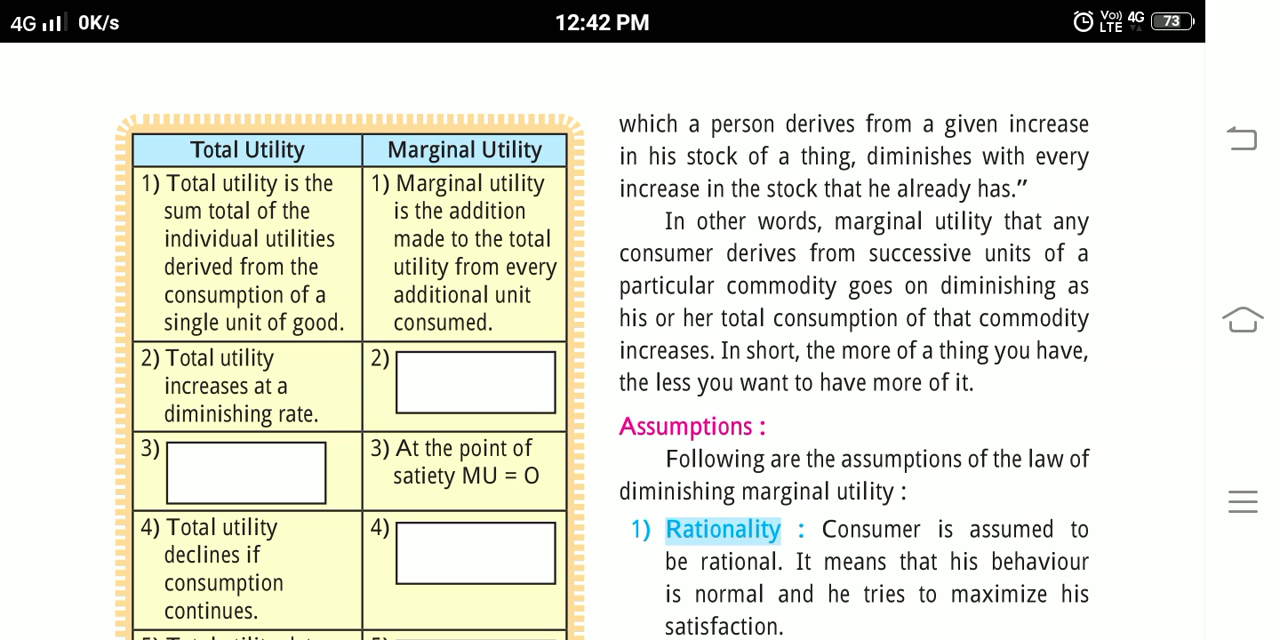 4G 0K/s 12:42 PM Vo) LTE 4G 73
Total Utility
Marginal Utility
1) Total utility is the
sum total of the
individual utilities
derived from the
consumption of a
single unit of good.
1) Marginal utility
is the addition
made to the total
utility from every
additional unit
consumed.
2) Total utility
increases at a
diminishing rate.
2)
3)
3) At the point of
satiety MU = O
4) Total utility
declines if
consumption
continues.
4)
which a person derives from a given increase
in his stock of a thing, diminishes with every
increase in the stock that he already has.”
In other words, marginal utility that any
consumer derives from successive units of a
particular commodity goes on diminishing as
his or her total consumption of that commodity
increases. In short, the more of a thing you have,
the less you want to have more of it.
Assumptions :
Following are the assumptions of the law of
diminishing marginal utility :
1) Rationality : Consumer is assumed to
be rational. It means that his behaviour
is normal and he tries to maximize his
satisfaction.